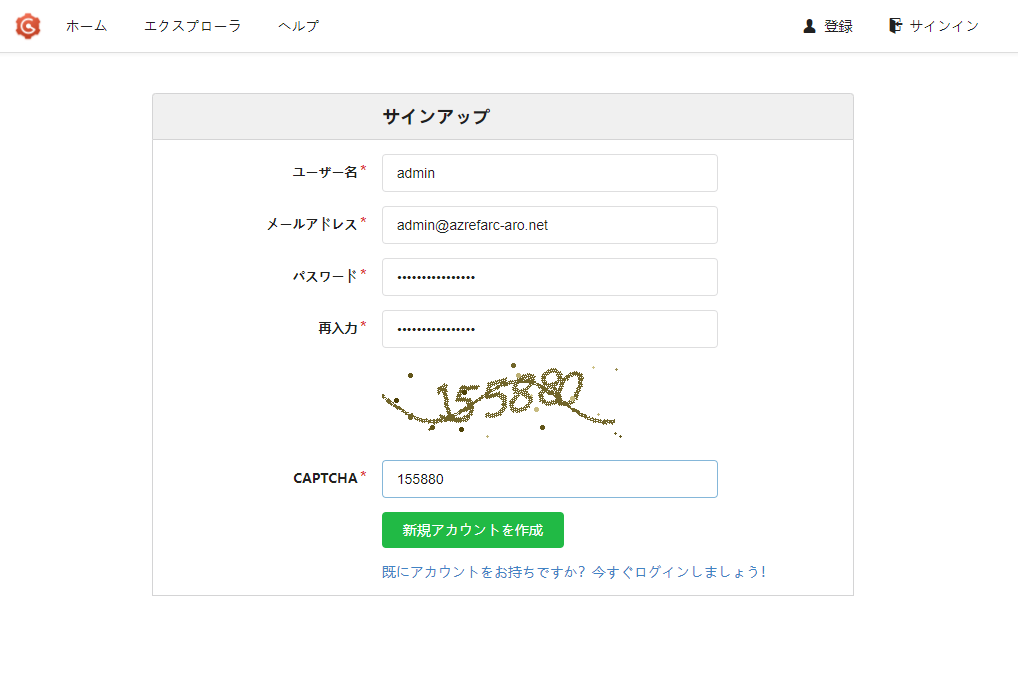 ホーム エクスプローラ ヘルプ 登録 サインイン
サインアップ
ユーザー名* admin
メールアドレス* admin@azrefarc-aro.net
パスワード* ••••••••••••••••
再入力* ••••••••••••••••
155880
CAPTCHA* 155880
新規アカウントを作成
既にアカウントをお持ちですか？今すぐログインしましょう！